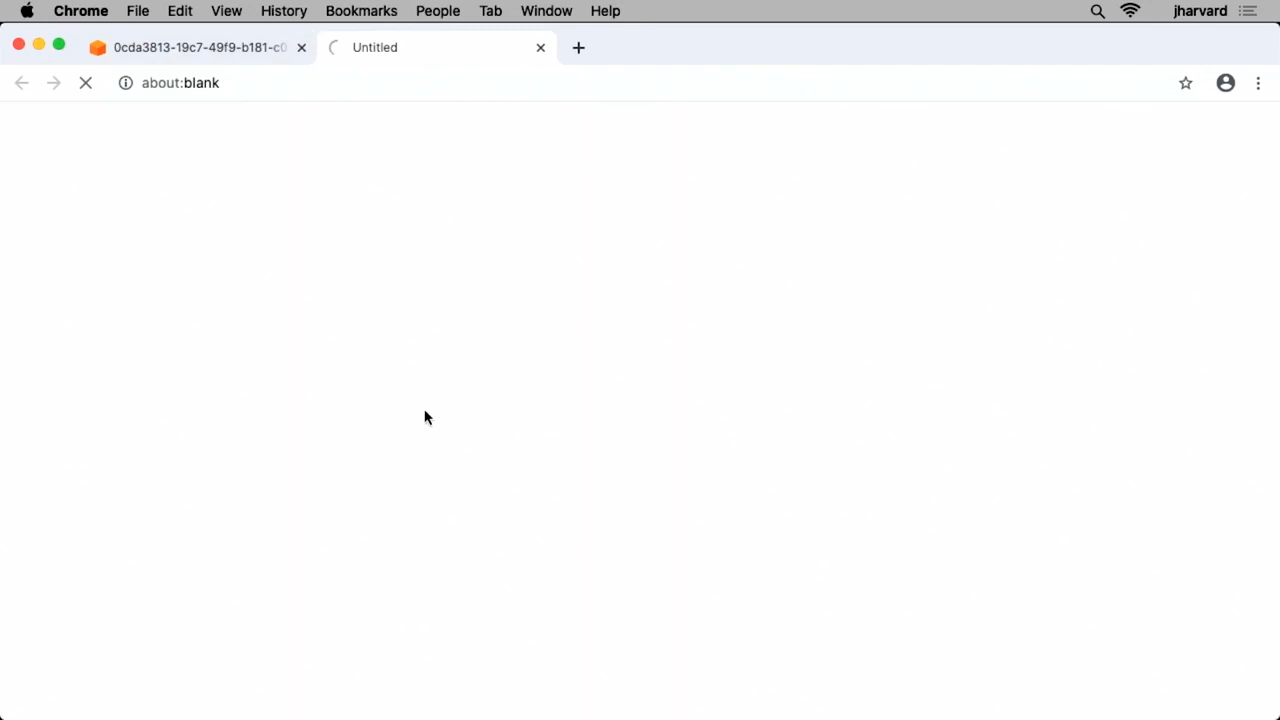 Chrome File Edit View History Bookmarks People Tab Window Help jharvard
0cda3813-19c7-49f9-b181-c0 Untitled
about:blank